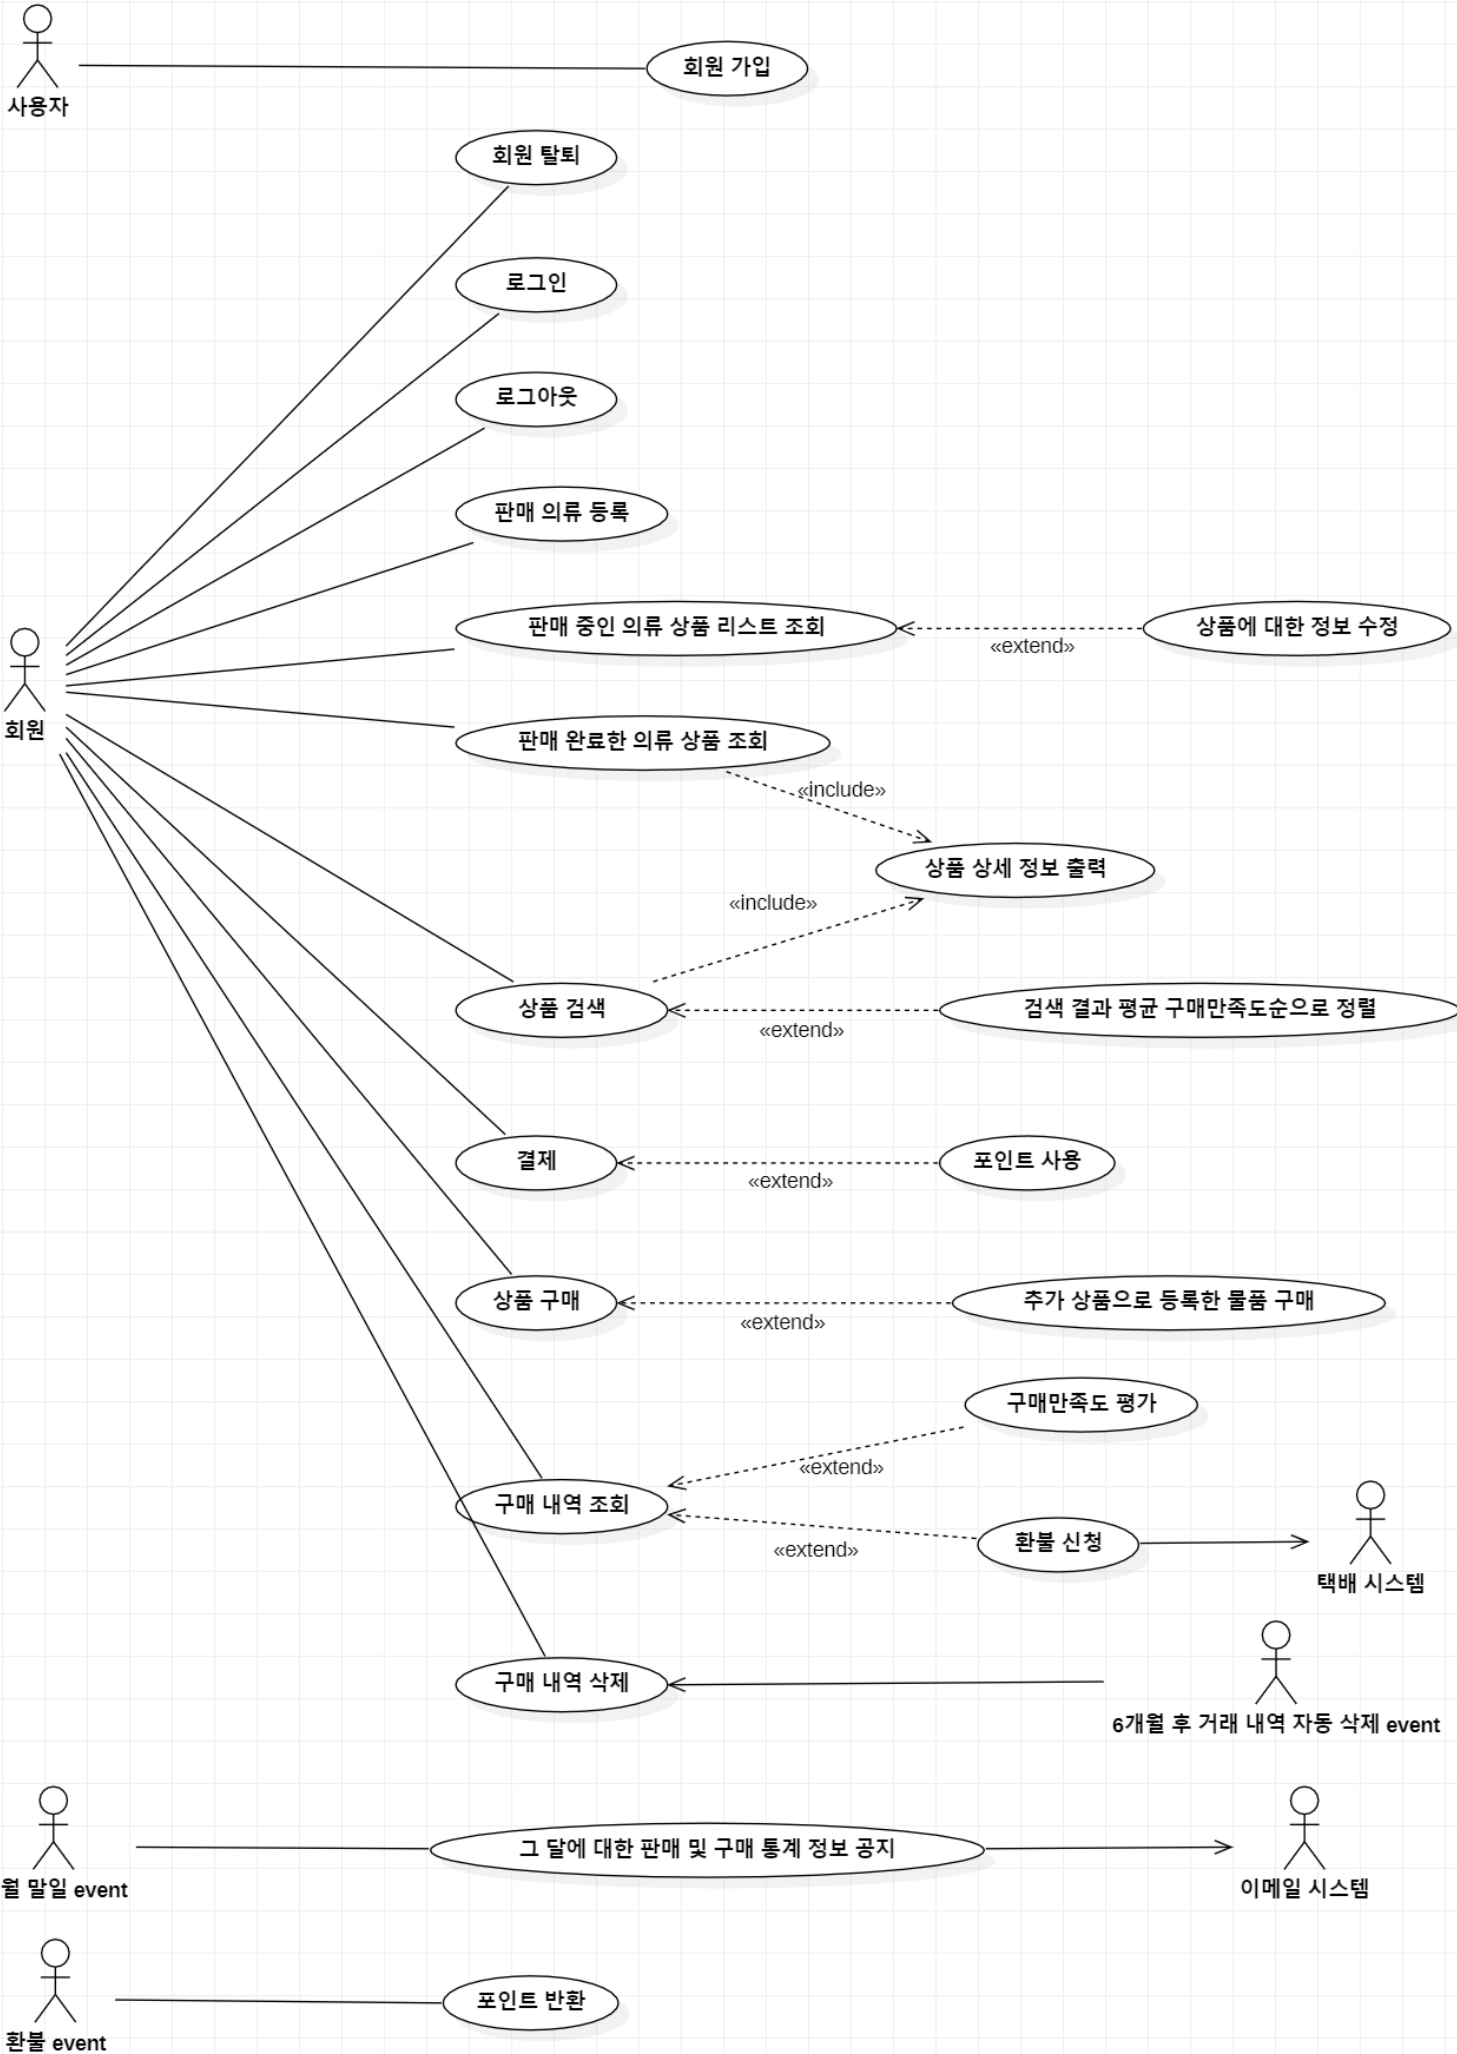 회원 가입
사용자
회원 탈퇴
로그인
로그아웃
판매 의류 등록
판매 중인 의류 상품 리스트 조회
상품에 대한 정보 수정
«extend»
회원
판매 완료한 의류 상품 조회
«include»
상품 상세 정보 출력
«include»
상품 검색
검색 결과 평균 구매만족도순으로 정렬
«extend»
결제
포인트 사용
«extend»
상품 구매
추가 상품으로 등록한 물품 구매
«extend»
구매만족도 평가
«extend»
구매 내역 조회
환불 신청
«extend»
택배 시스템
구매 내역 삭제
6개월 후 거래 내역 자동 삭제 event
그 달에 대한 판매 및 구매 통계 정보 공지
월 말일 event
이메일 시스템
포인트 반환
환불 event